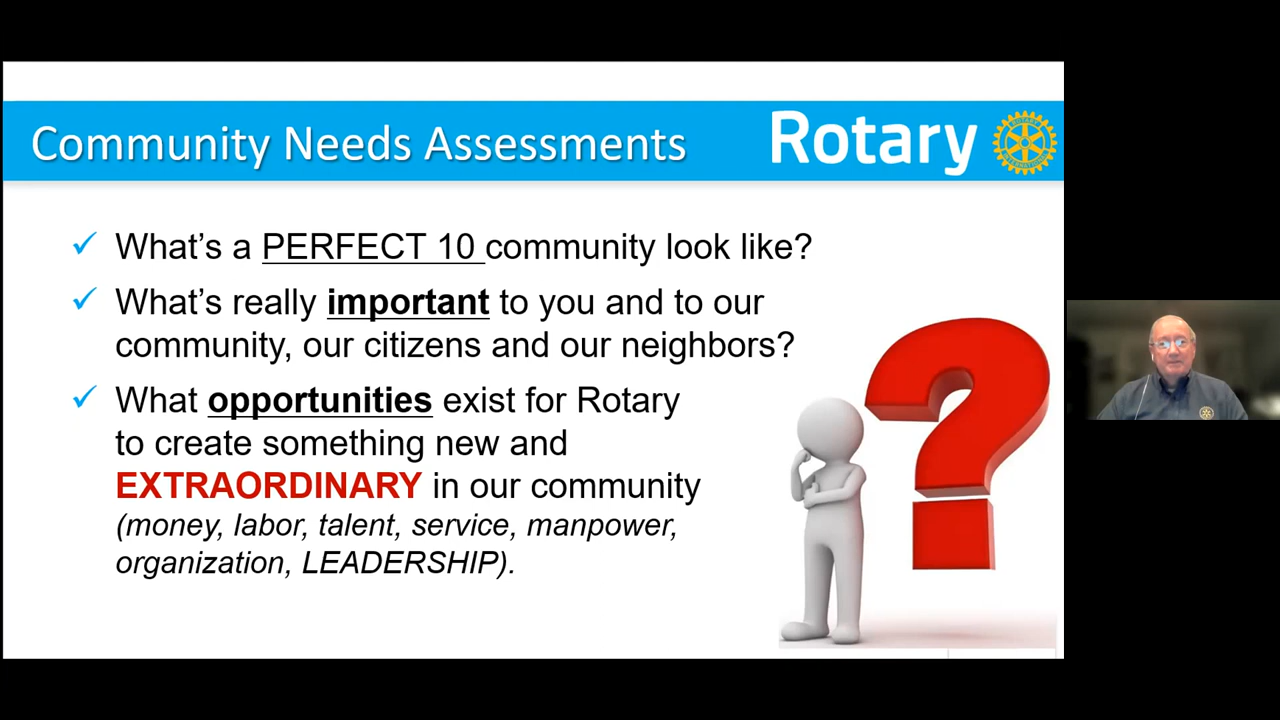 Community Needs Assessments
Rotary
ROTARY
INTERNATIONAL
What's a PERFECT 10 community look like?
What's really important to you and to our
community, our citizens and our neighbors?
What opportunities exist for Rotary
to create something new and
EXTRAORDINARY in our community
(money, labor, talent, service, manpower,
organization, LEADERSHIP).